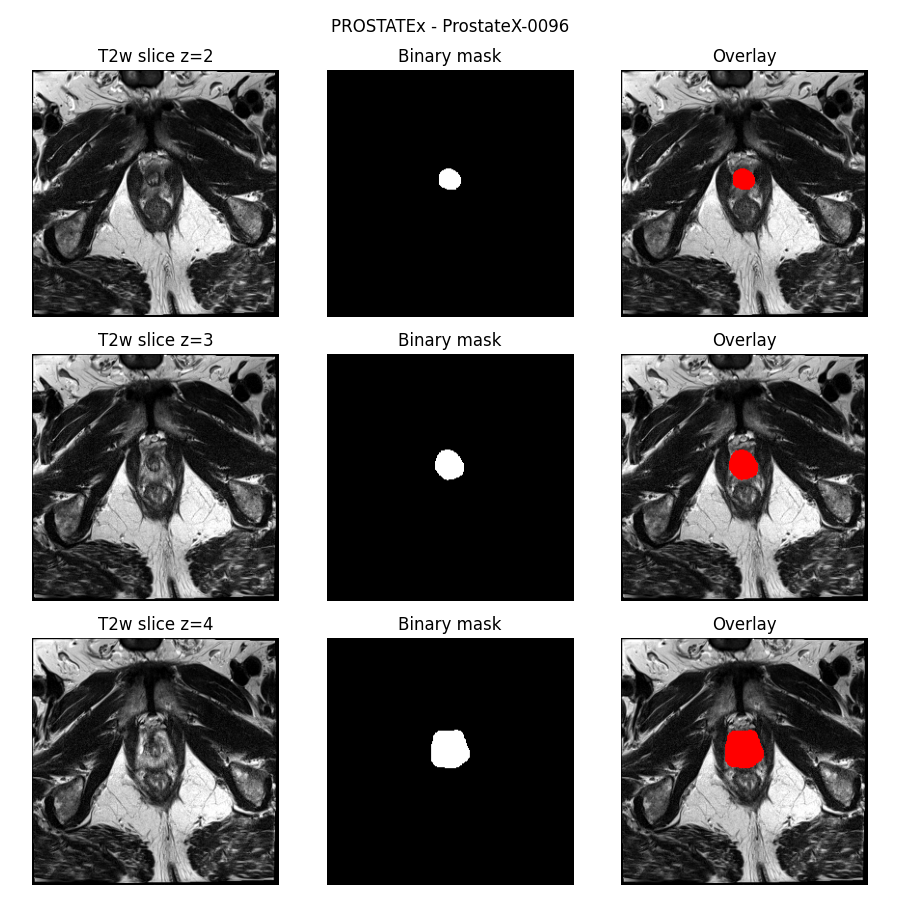 PROSTATEx - ProstateX-0096
T2w slice z=2
Binary mask
Overlay
T2w slice z=3
Binary mask
Overlay
T2w slice z=4
Binary mask
Overlay